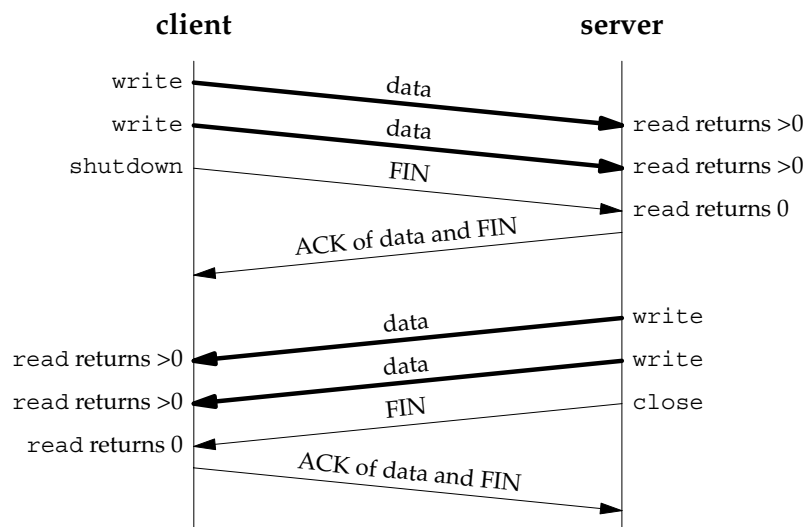 client server
write data
write data read returns >0
shutdown FIN read returns >0
read returns 0
ACK of data and FIN
data write
read returns >0 data write
read returns >0 FIN close
read returns 0
ACK of data and FIN